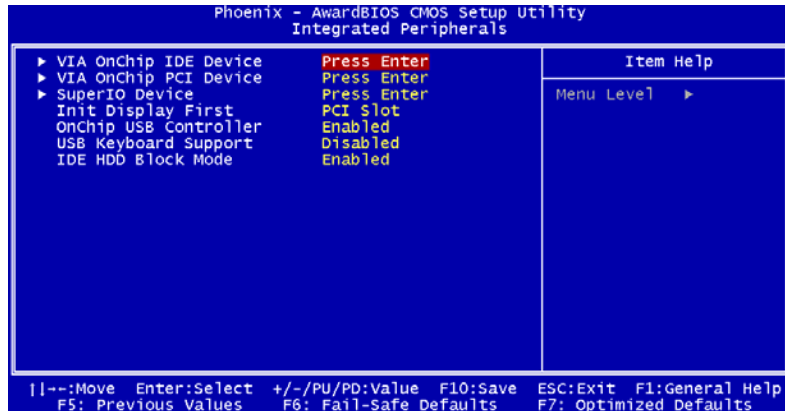 Phoenix - AwardBIOS CMOS Setup Utility
Integrated Peripherals
▶ VIA OnChip IDE Device Press Enter
▶ VIA OnChip PCI Device Press Enter
▶ SuperIO Device Press Enter
Init Display First PCI Slot
OnChip USB Controller Enabled
USB Keyboard Support Disabled
IDE HDD Block Mode Enabled
Item Help
Menu Level ▶
↑↓→←:Move Enter:Select +/-/PU/PD:Value F10:Save ESC:Exit F1:General Help
F5: Previous Values F6: Fail-Safe Defaults F7: Optimized Defaults